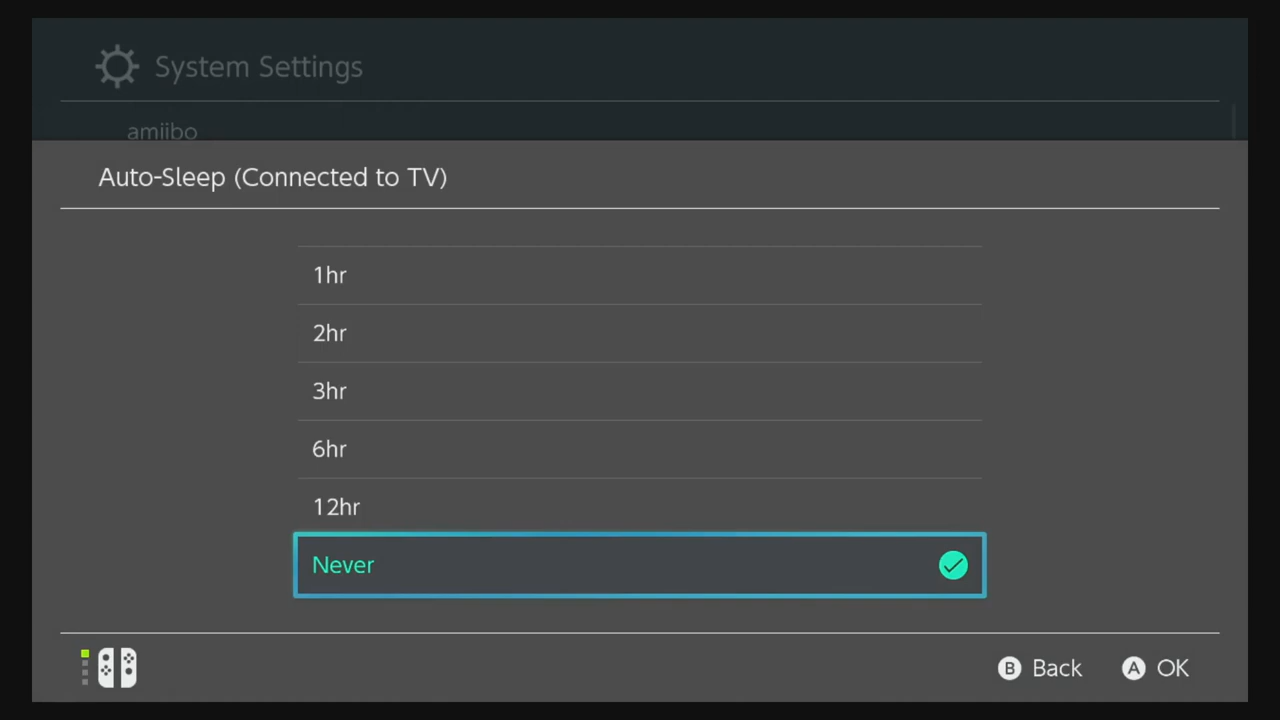 System Settings
amiibo
Auto-Sleep (Connected to TV)
1hr
2hr
3hr
6hr
12hr
Never
B Back A OK